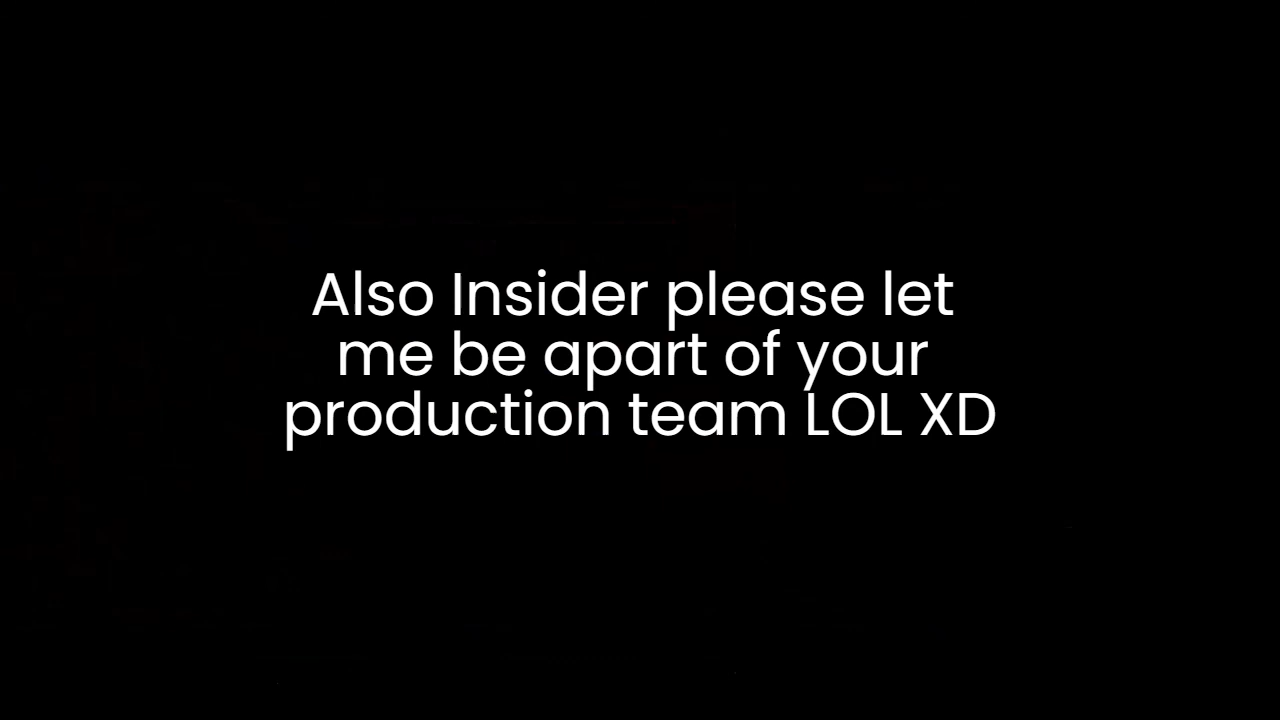 Also Insider please let
me be apart of your
production team LOL XD